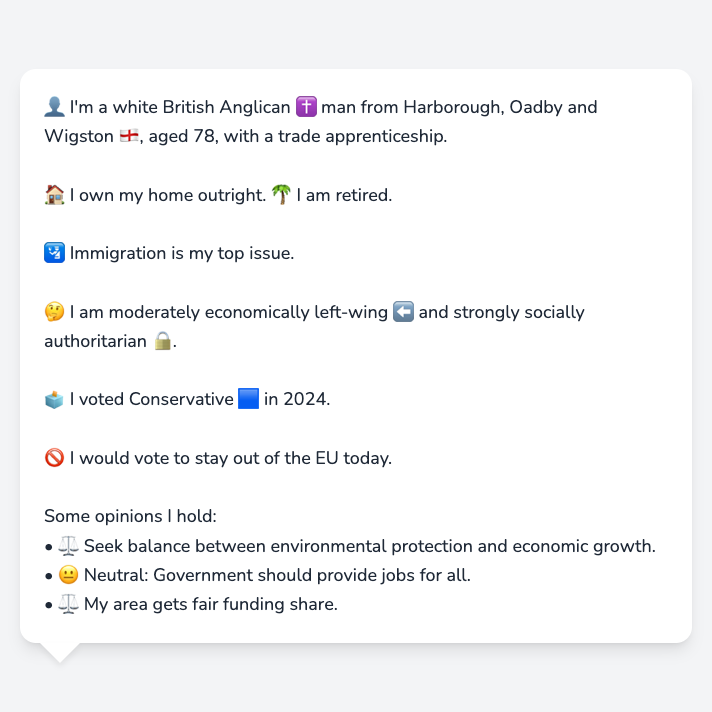 👤 I'm a white British Anglican ✝️ man from Harborough, Oadby and
Wigston 🏴󠁧󠁢󠁥󠁮󠁧󠁿, aged 78, with a trade apprenticeship.
🏠 I own my home outright. 🌴 I am retired.
🛂 Immigration is my top issue.
🤔 I am moderately economically left-wing ⬅️ and strongly socially
authoritarian 🔒.
🗳️ I voted Conservative 🟦 in 2024.
🚫 I would vote to stay out of the EU today.
Some opinions I hold:
• ⚖️ Seek balance between environmental protection and economic growth.
• 😐 Neutral: Government should provide jobs for all.
• ⚖️ My area gets fair funding share.